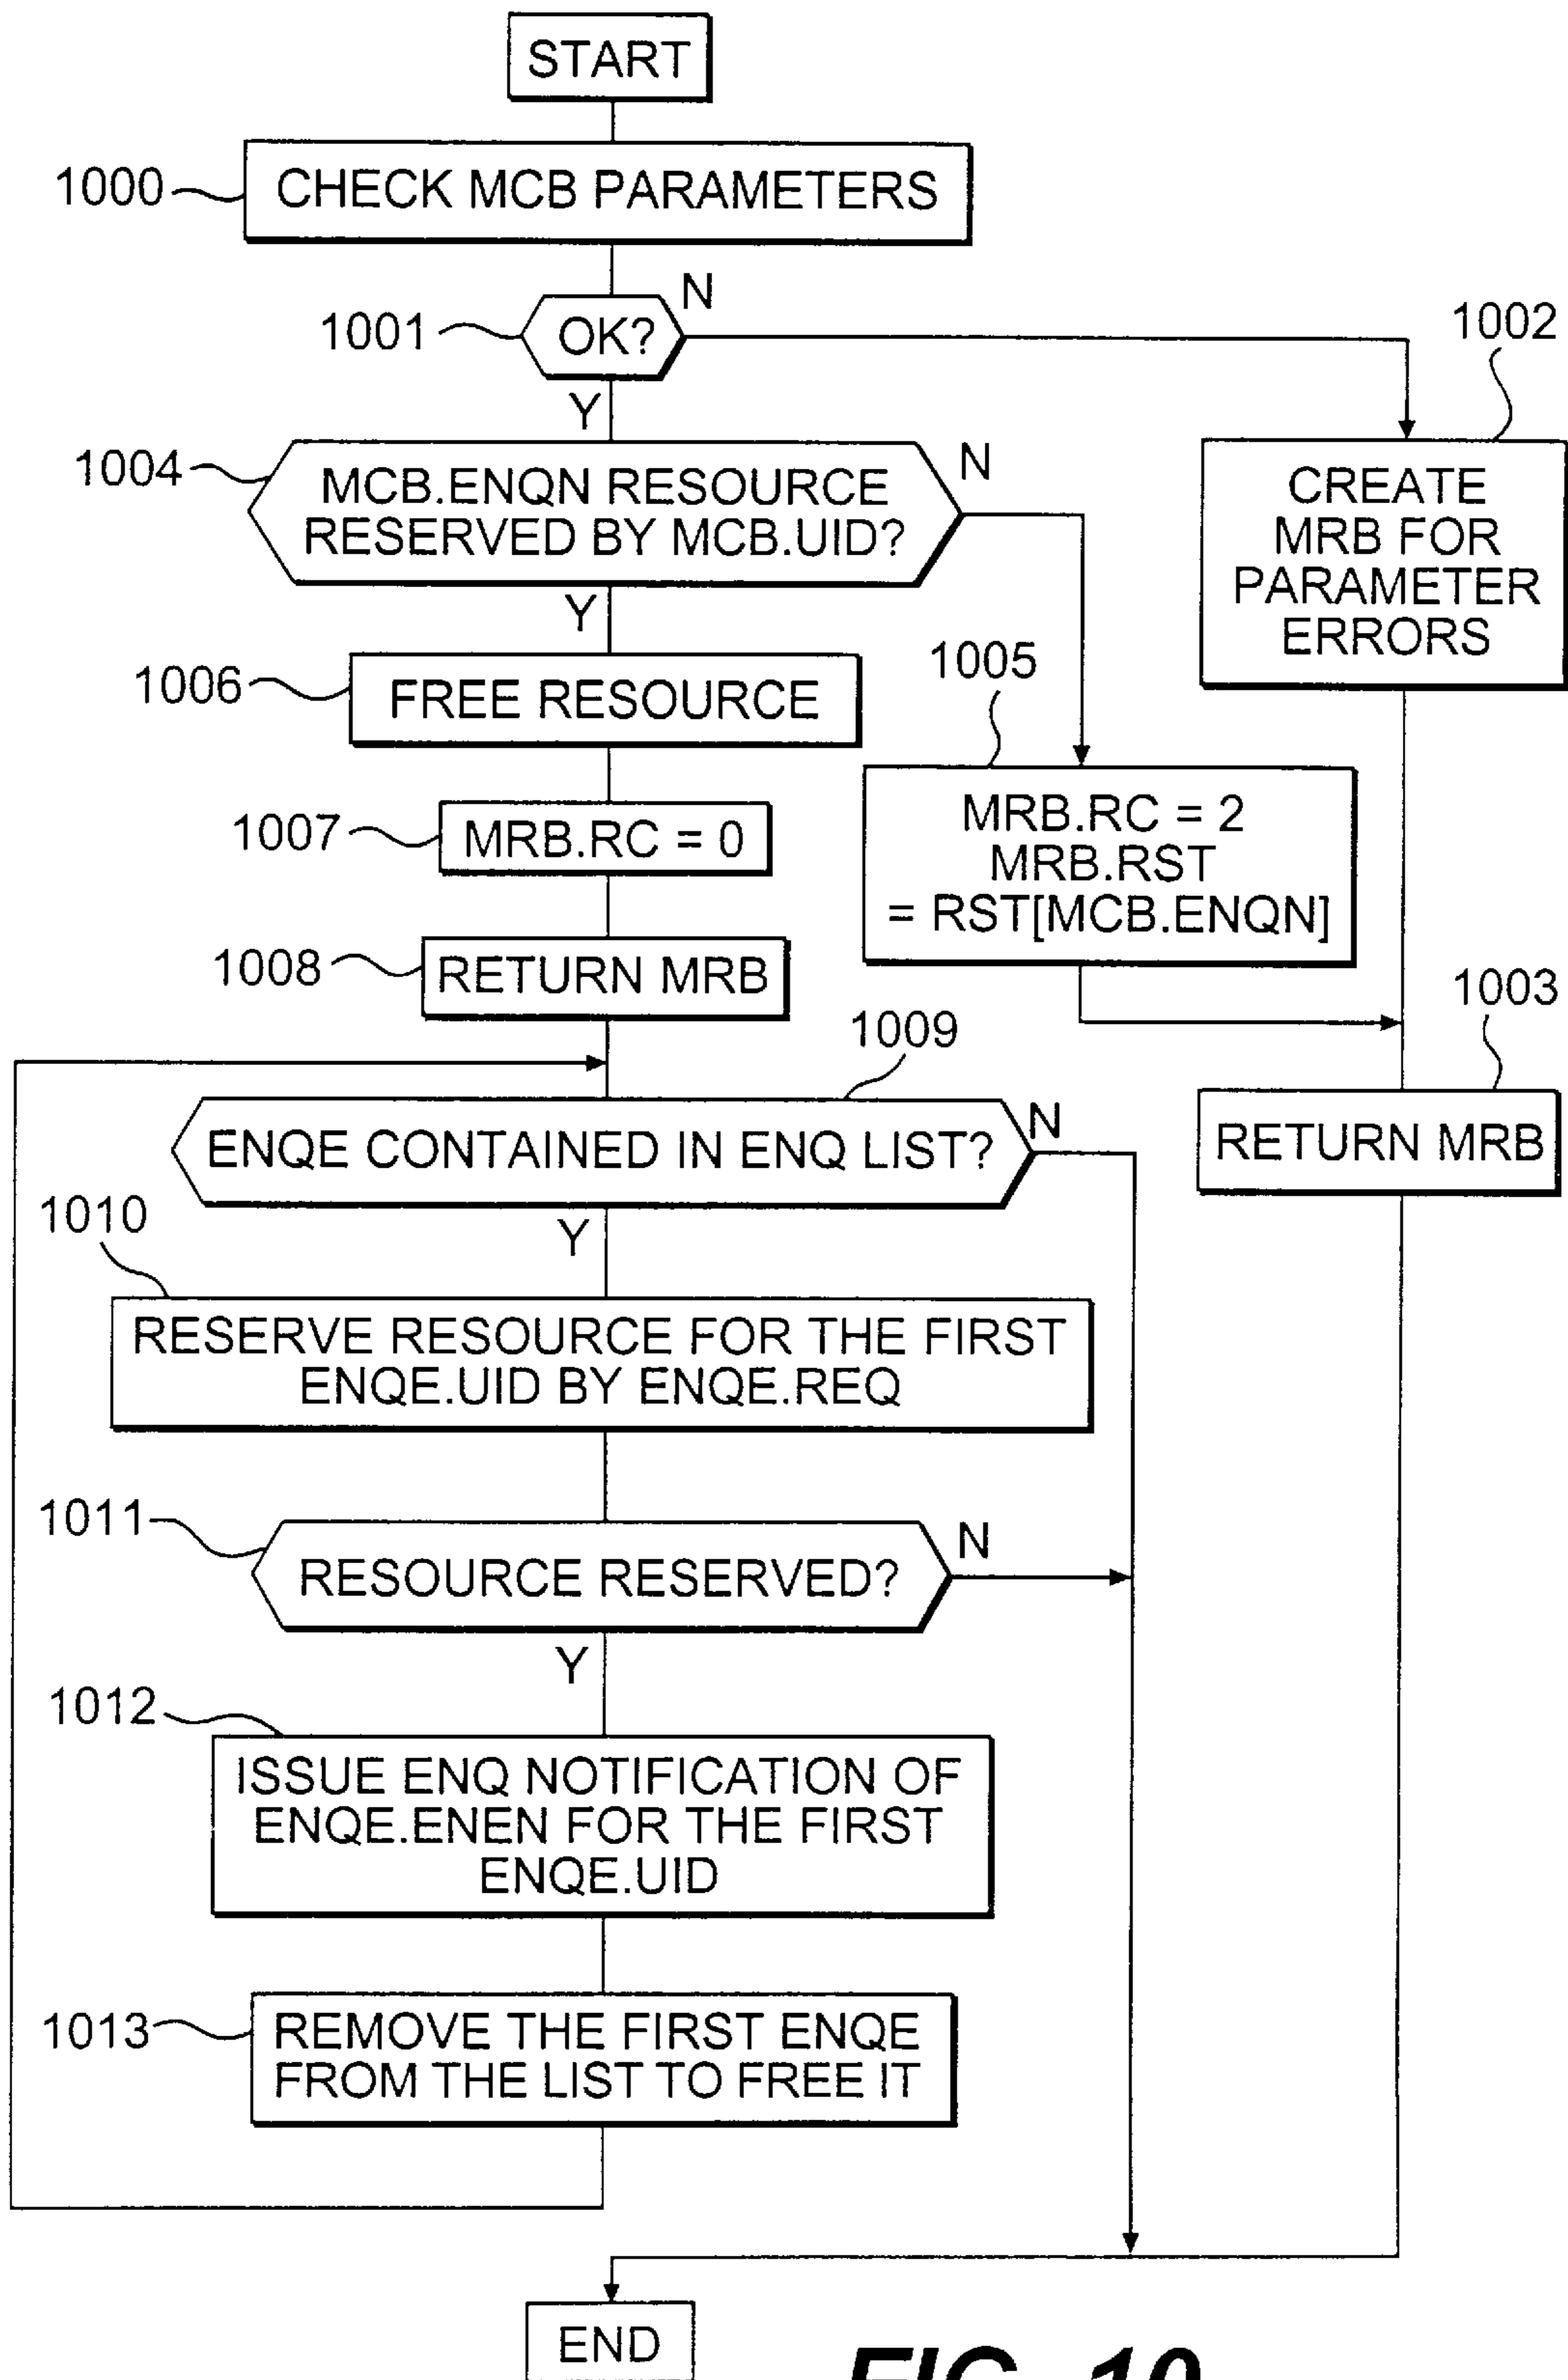 START
1000
CHECK MCB PARAMETERS
N
1001
OK?
1002
Y
1004
MCB.ENQN RESOURCE
RESERVED BY MCB.UID?
N
CREATE
MRB FOR
PARAMETER
ERRORS
Y
1006
FREE RESOURCE
1005
1007
MRB.RC = 0
MRB.RC = 2
MRB.RST
= RST[MCB.ENQN]
1008
RETURN MRB
1003
1009
ENQE CONTAINED IN ENQ LIST?
N
RETURN MRB
1010
Y
RESERVE RESOURCE FOR THE FIRST
ENQE.UID BY ENQE.REQ
1011
RESOURCE RESERVED?
N
Y
1012
ISSUE ENQ NOTIFICATION OF
ENQE.ENEN FOR THE FIRST
ENQE.UID
1013
REMOVE THE FIRST ENQE
FROM THE LIST TO FREE IT
END
FIG. 10